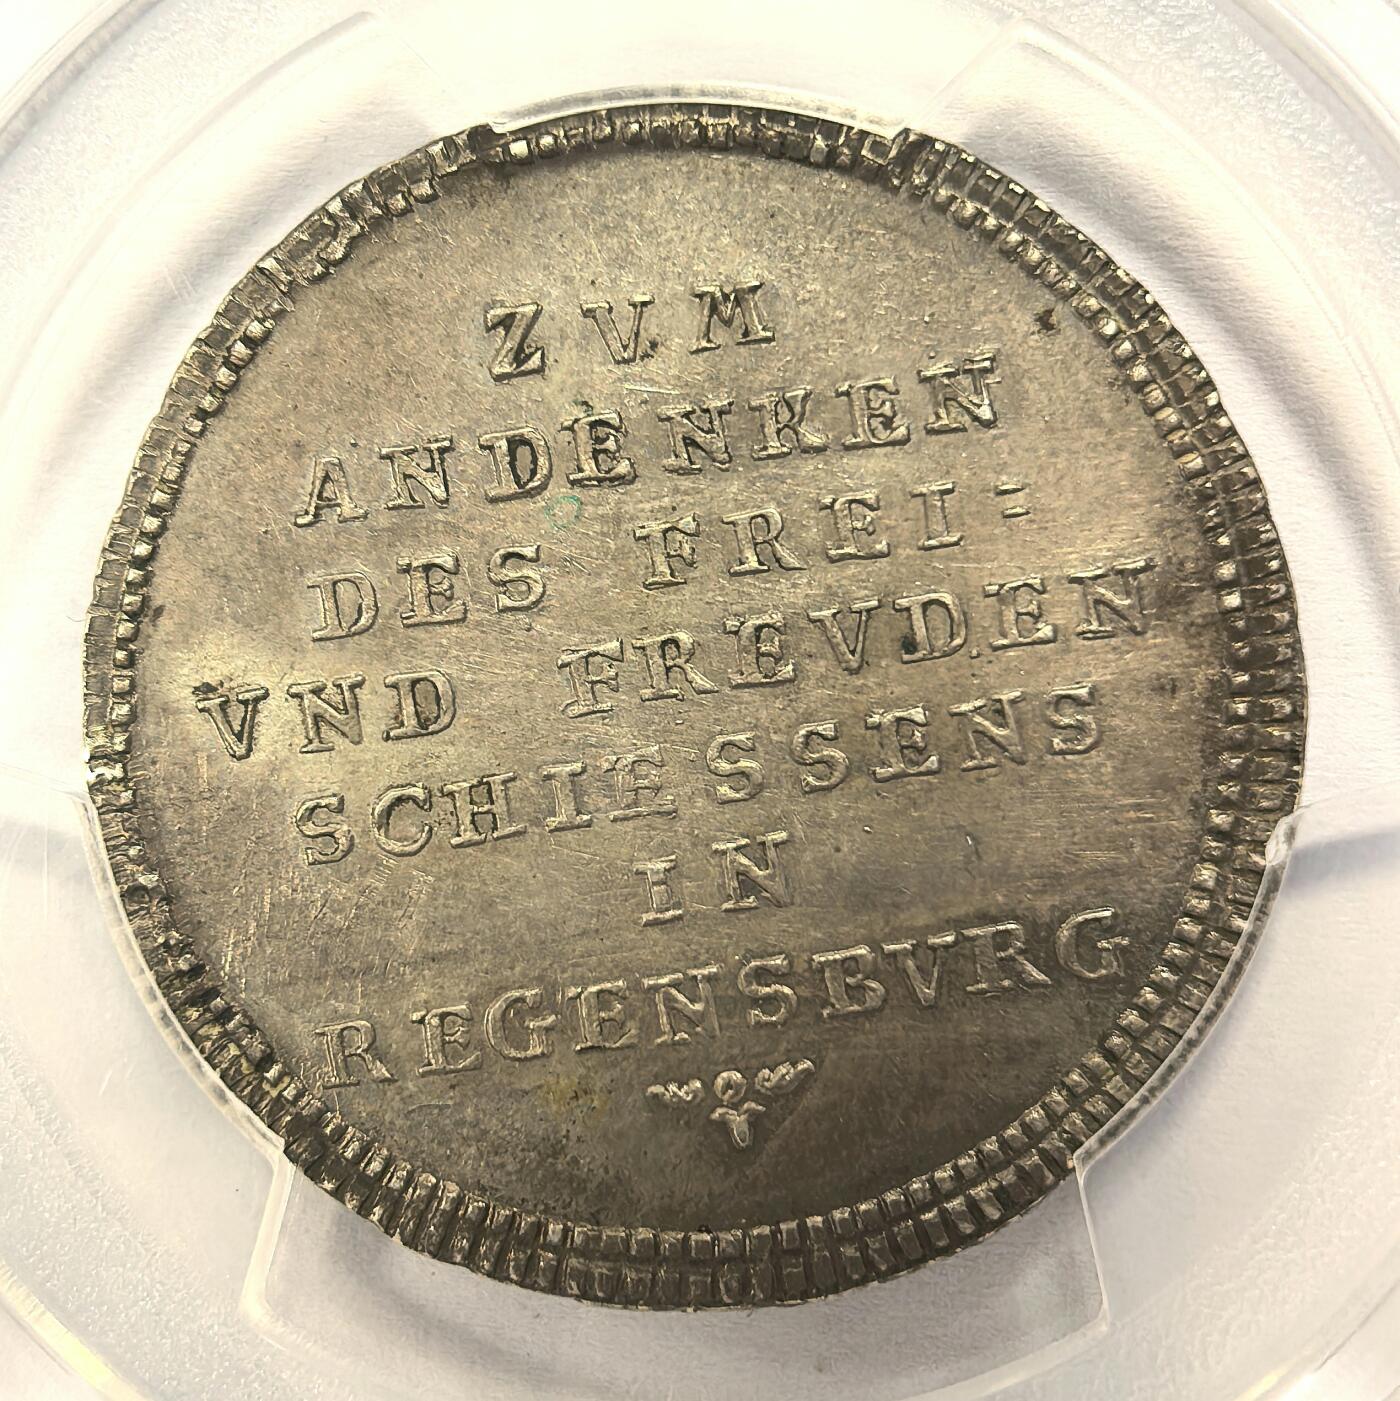 ZVM
ANDENKEN
DES FREI=
VND FREVDEN
SCHIESSENS
IN
REGENSBVRG